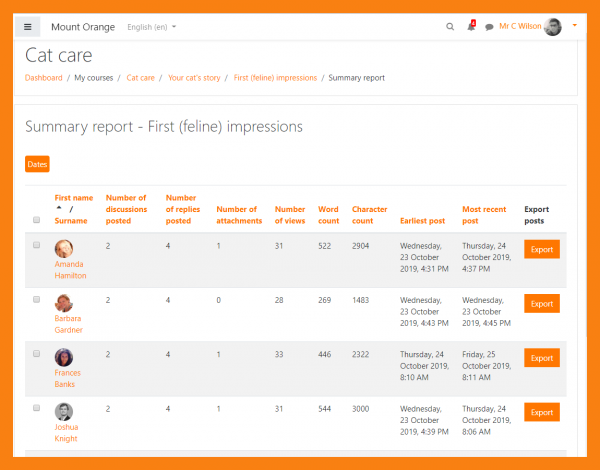 Mount Orange English (en) 4 Mr C Wilson
Cat care
Dashboard / My courses / Cat care / Your cat's story / First (feline) impressions / Summary report
Summary report - First (feline) impressions
Dates
First name / Surname Number of discussions posted Number of replies posted Number of attachments Number of views Word count Character count Earliest post Most recent post Export posts
Amanda Hamilton 2 4 1 31 522 2904 Wednesday, 23 October 2019, 4:31 PM Thursday, 24 October 2019, 4:37 PM Export
Barbara Gardner 2 4 0 28 269 1483 Wednesday, 23 October 2019, 4:43 PM Wednesday, 23 October 2019, 4:45 PM Export
Frances Banks 2 4 1 33 446 2322 Thursday, 24 October 2019, 8:10 AM Friday, 25 October 2019, 8:11 AM Export
Joshua Knight 2 4 1 31 544 3000 Wednesday, 23 October 2019, 4:39 PM Thursday, 24 October 2019, 8:06 AM Export